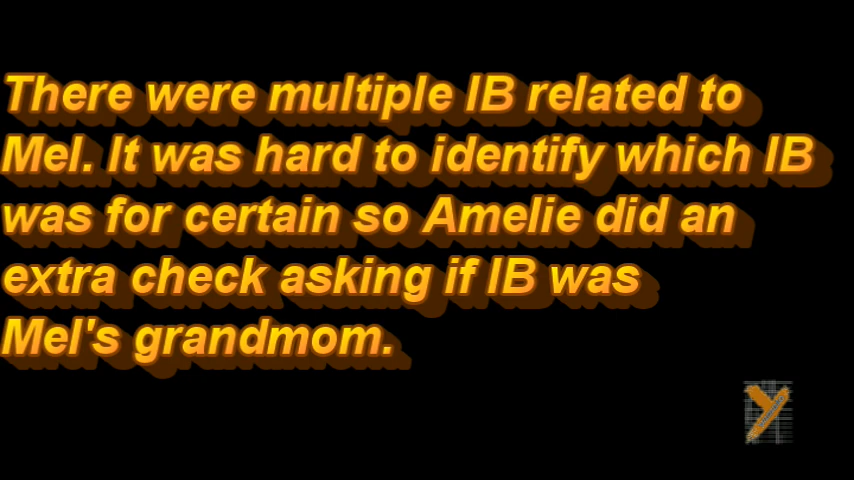 There were multiple IB related to
Mel. It was hard to identify which IB
was for certain so Amelie did an
extra check asking if IB was
Mel's grandmom.
Y